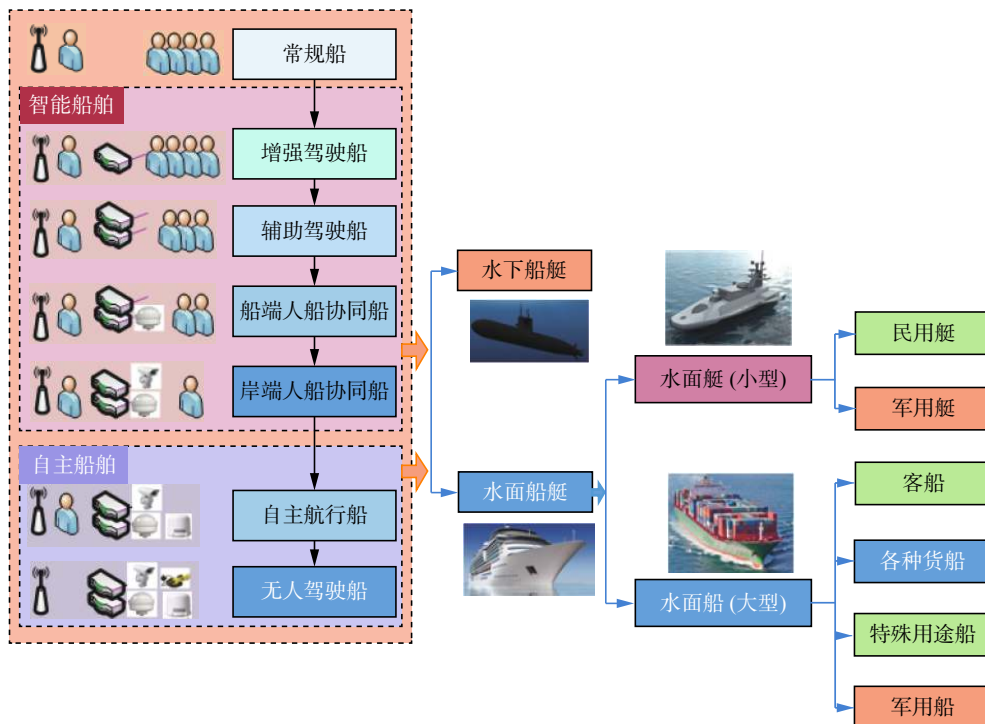 常规船
智能船舶
增强驾驶船
辅助驾驶船
船端人船协同船
岸端人船协同船
自主船舶
自主航行船
无人驾驶船
水下船艇
水面船艇
水面艇 (小型)
水面船 (大型)
民用艇
军用艇
客船
各种货船
特殊用途船
军用船